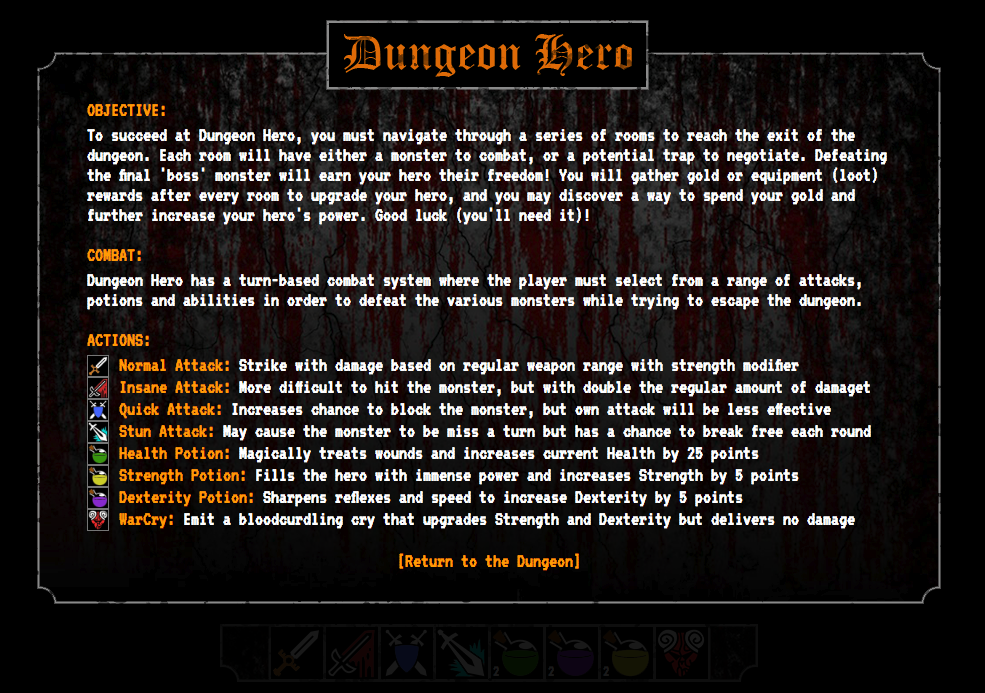 Dungeon Hero
OBJECTIVE:
To succeed at Dungeon Hero, you must navigate through a series of rooms to reach the exit of the
dungeon. Each room will have either a monster to combat, or a potential trap to negotiate. Defeating
the final 'boss' monster will earn your hero their freedom! You will gather gold or equipment (loot)
rewards after every room to upgrade your hero, and you may discover a way to spend your gold and
further increase your hero's power. Good luck (you'll need it)!
COMBAT:
Dungeon Hero has a turn-based combat system where the player must select from a range of attacks,
potions and abilities in order to defeat the various monsters while trying to escape the dungeon.
ACTIONS:
Normal Attack: Strike with damage based on regular weapon range with strength modifier
Insane Attack: More difficult to hit the monster, but with double the regular amount of damaget
Quick Attack: Increases chance to block the monster, but own attack will be less effective
Stun Attack: May cause the monster to be miss a turn but has a chance to break free each round
Health Potion: Magically treats wounds and increases current Health by 25 points
Strength Potion: Fills the hero with immense power and increases Strength by 5 points
Dexterity Potion: Sharpens reflexes and speed to increase Dexterity by 5 points
WarCry: Emit a bloodcurdling cry that upgrades Strength and Dexterity but delivers no damage
[Return to the Dungeon]
2 2 2